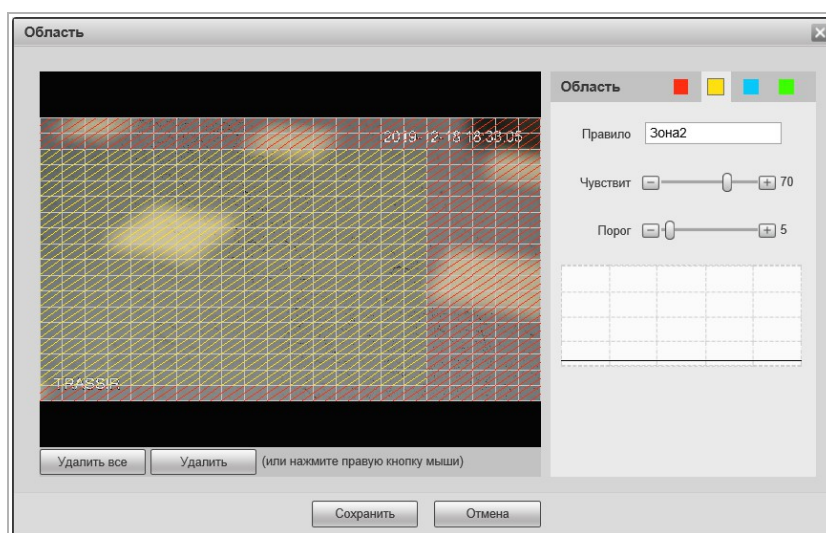 Область
2019-12-18 18:33:05
TRASSIR
Удалить все
Удалить
(или нажмите правую кнопку мыши)
Область
Правило
Зона2
Чувствит
70
Порог
5
Сохранить
Отмена